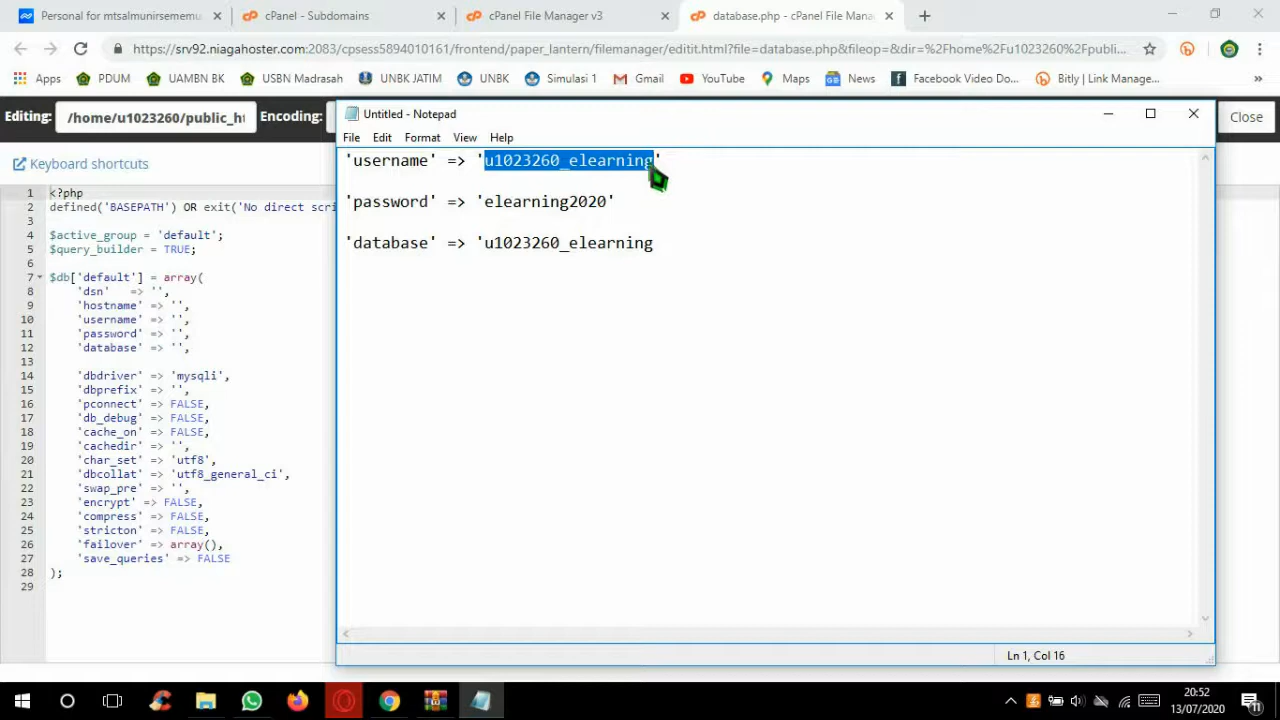 Personal for mtsalmunirsememu
cPanel - Subdomains
cPanel File Manager v3
database.php - cPanel File Mana
https://srv92.niagahoster.com:2083/cpsess5894010161/frontend/paper_lantern/filemanager/editit.html?file=database.php&fileop=&dir=%2Fhome%2Fu1023260%2Fpubli...
Apps
PDUM
UAMBN BK
USBN Madrasah
UNBK JATIM
UNBK
Simulasi 1
Gmail
YouTube
Maps
News
Facebook Video Do...
Bitly | Link Manage...
»
Editing:
/home/u1023260/public_ht
Encoding:
Close
Keyboard shortcuts
1 <?php
2 defined('BASEPATH') OR exit('No direct scri
3
4 $active_group = 'default';
5 $query_builder = TRUE;
6
7 $db['default'] = array(
8 'dsn' => '',
9 'hostname' => '',
10 'username' => '',
11 'password' => '',
12 'database' => '',
13
14 'dbdriver' => 'mysqli',
15 'dbprefix' => '',
16 'pconnect' => FALSE,
17 'db_debug' => FALSE,
18 'cache_on' => FALSE,
19 'cachedir' => '',
20 'char_set' => 'utf8',
21 'dbcollat' => 'utf8_general_ci',
22 'swap_pre' => '',
23 'encrypt' => FALSE,
24 'compress' => FALSE,
25 'stricton' => FALSE,
26 'failover' => array(),
27 'save_queries' => FALSE
28 );
29
Untitled - Notepad
File Edit Format View Help
'username' => 'u1023260_elearning'
'password' => 'elearning2020'
'database' => 'u1023260_elearning
Ln 1, Col 16
20:52
13/07/2020
11